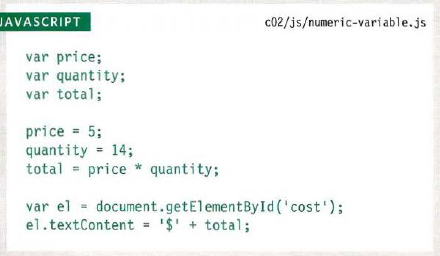 JAVASCRIPT
c02/js/numeric-variable.js
var price;
var quantity;
var total;
price = 5;
quantity = 14;
total = price * quantity;
var el = document.getElementById('cost');
el.textContent = '$' + total;